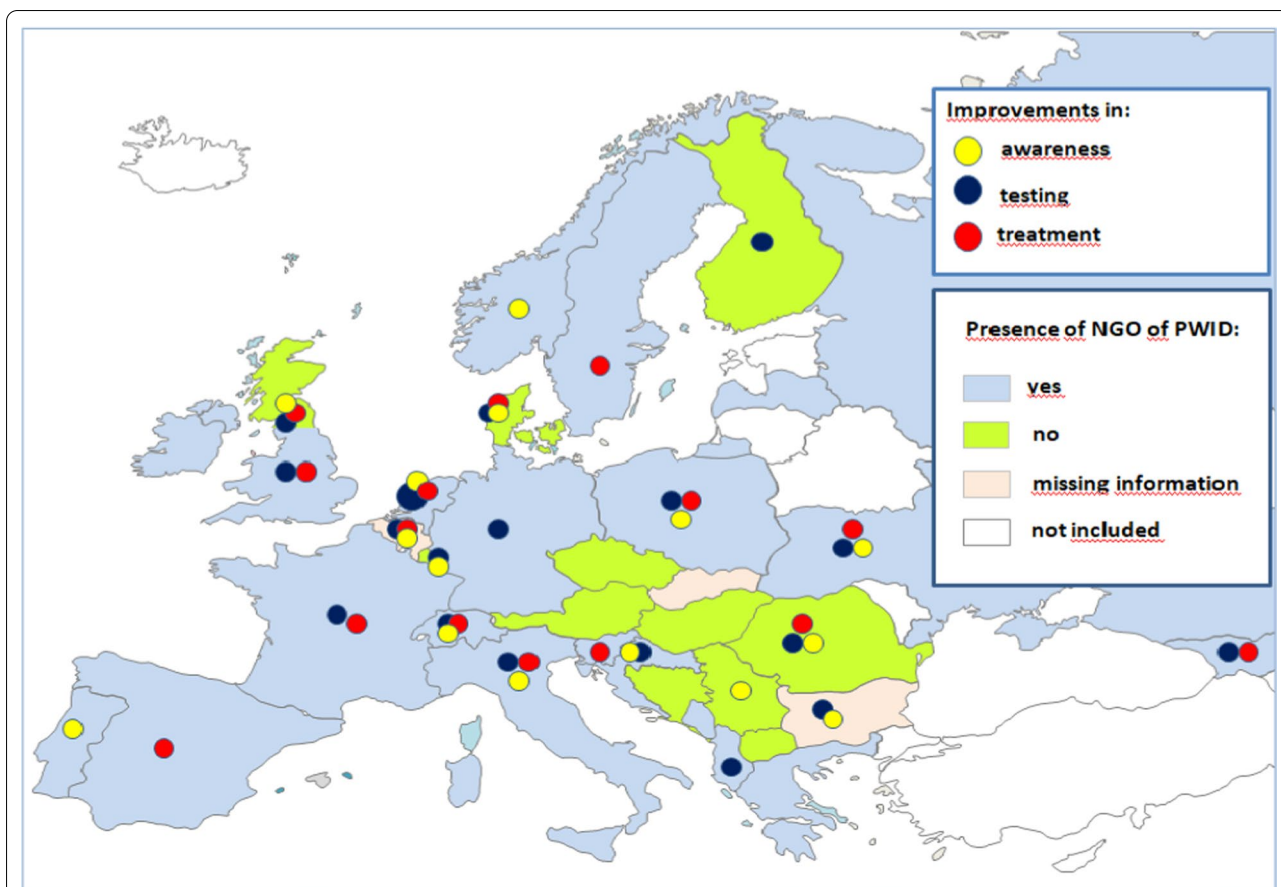 Improvements in:
awareness
testing
treatment
Presence of NGO of PWID:
yes
no
missing information
not included